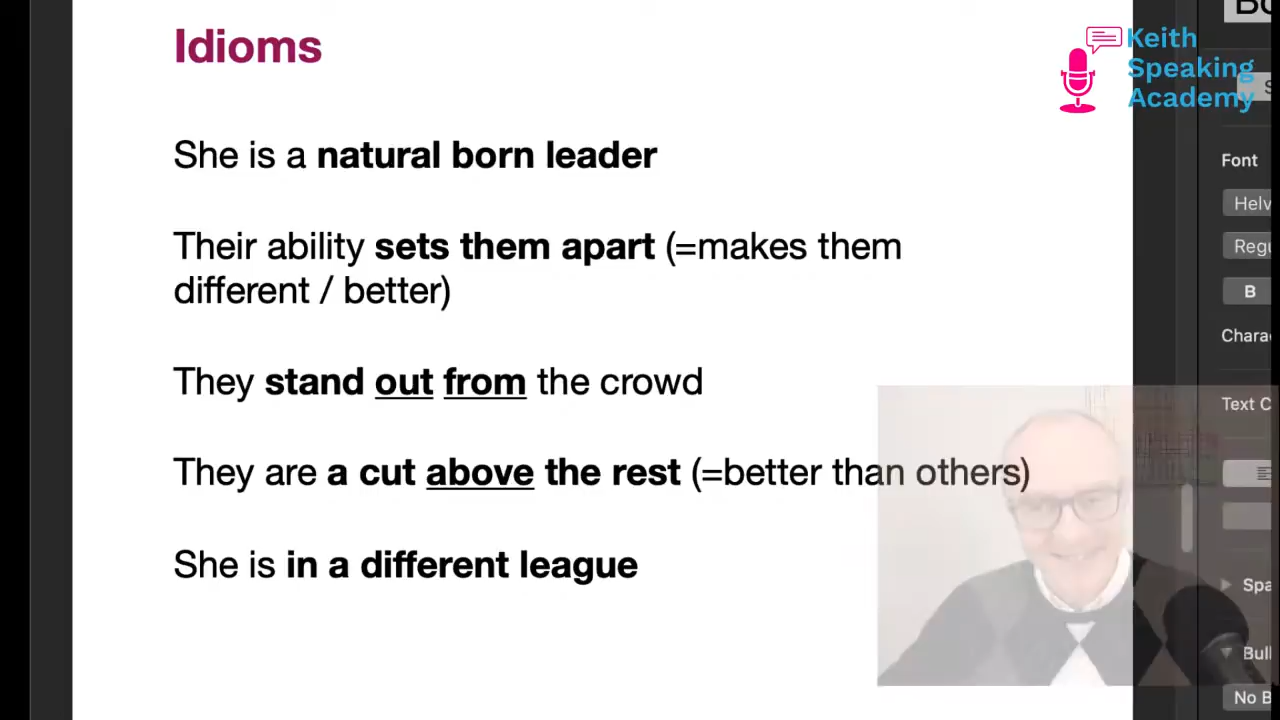 Idioms
She is a natural born leader
Their ability sets them apart (=makes them
different / better)
They stand out from the crowd
They are a cut above the rest (=better than others)
She is in a different league
Keith
Speaking
Academy
Font
B
Text C